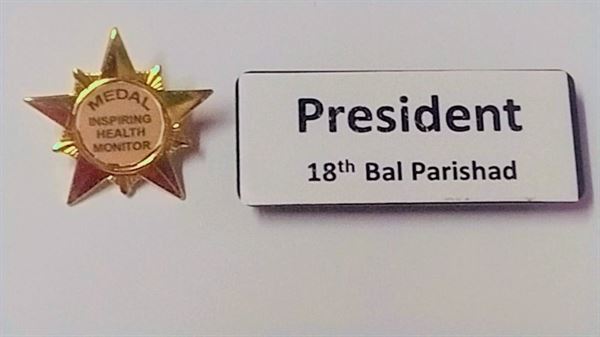 MEDAL
INSPIRING
HEALTH
MONITOR
President
18th Bal Parishad